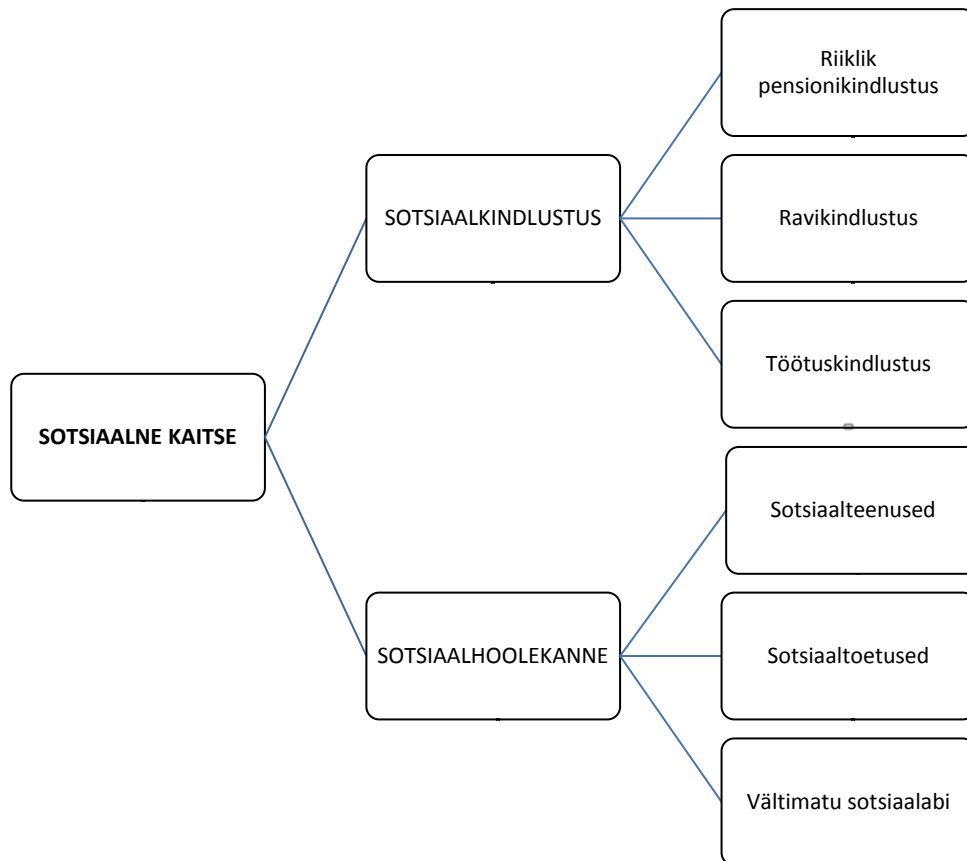 Riiklik
pensionikindlustus
SOTSIAALKINDLUSTUS
Ravikindlustus
Töötuskindlustus
SOTSIAALNE KAITSE
Sotsiaalteenused
SOTSIAALHOOLEKANNE
Sotsiaaltoetused
Vältimatu sotsiaalabi